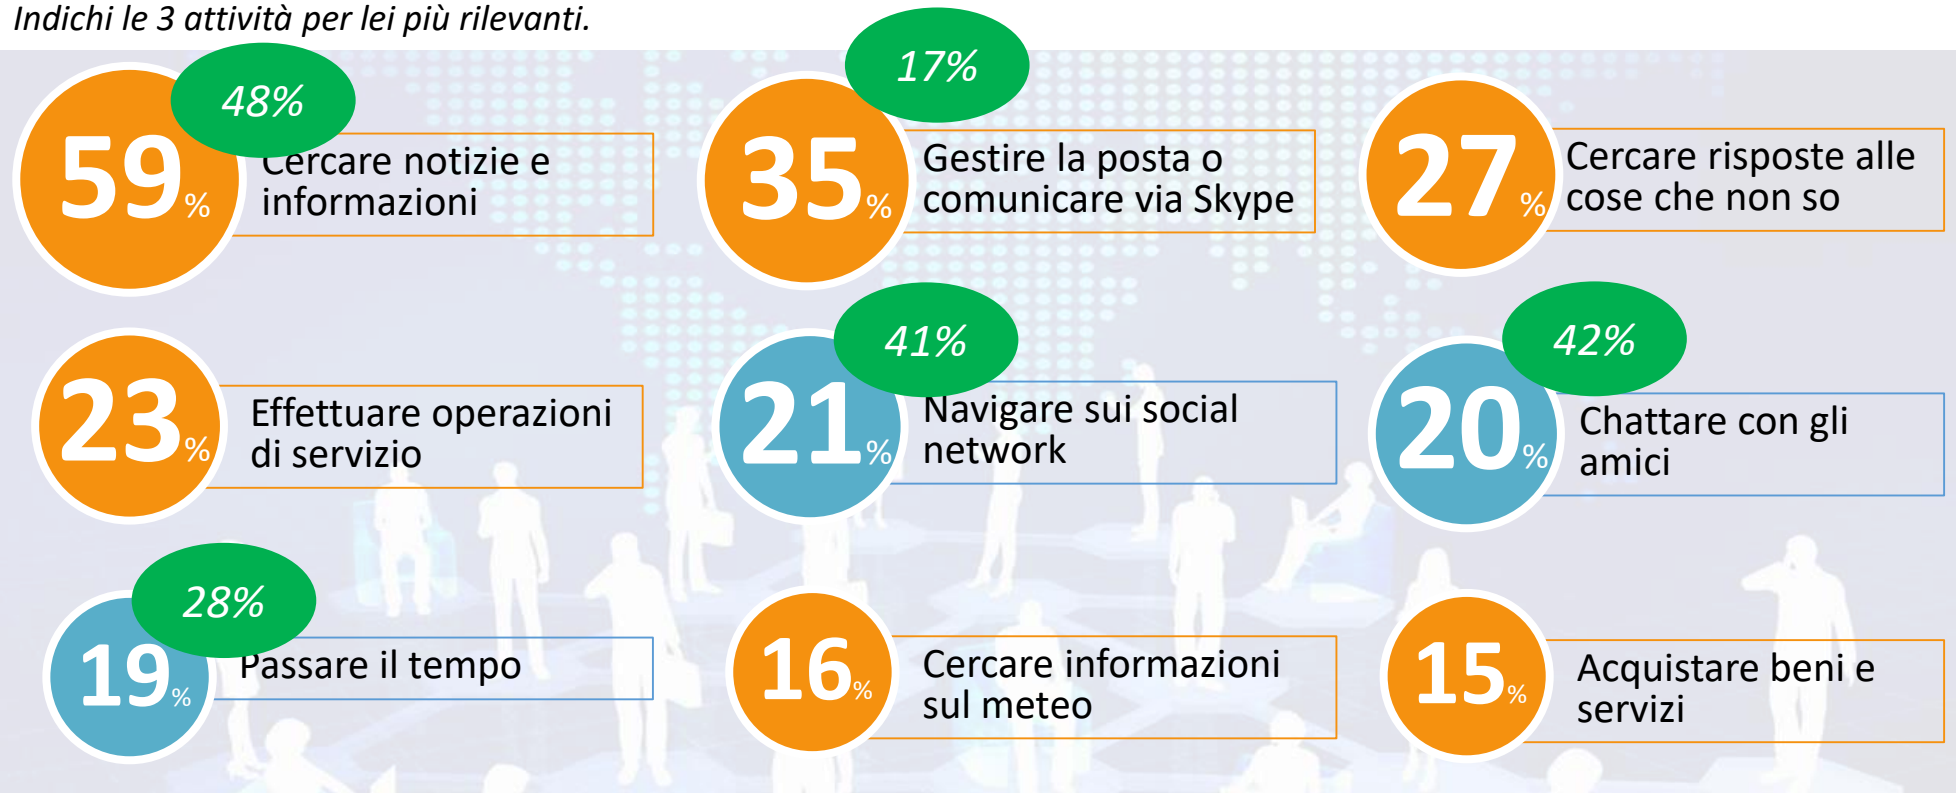 Indichi le 3 attività per lei più rilevanti.
48%
59%
Cercare notizie e
informazioni
17%
35%
Gestire la posta o
comunicare via Skype
27%
Cercare risposte alle
cose che non so
23%
Effettuare operazioni
di servizio
41%
21%
Navigare sui social
network
42%
20%
Chattare con gli
amici
28%
19%
Passare il tempo
16%
Cercare informazioni
sul meteo
15%
Acquistare beni e
servizi